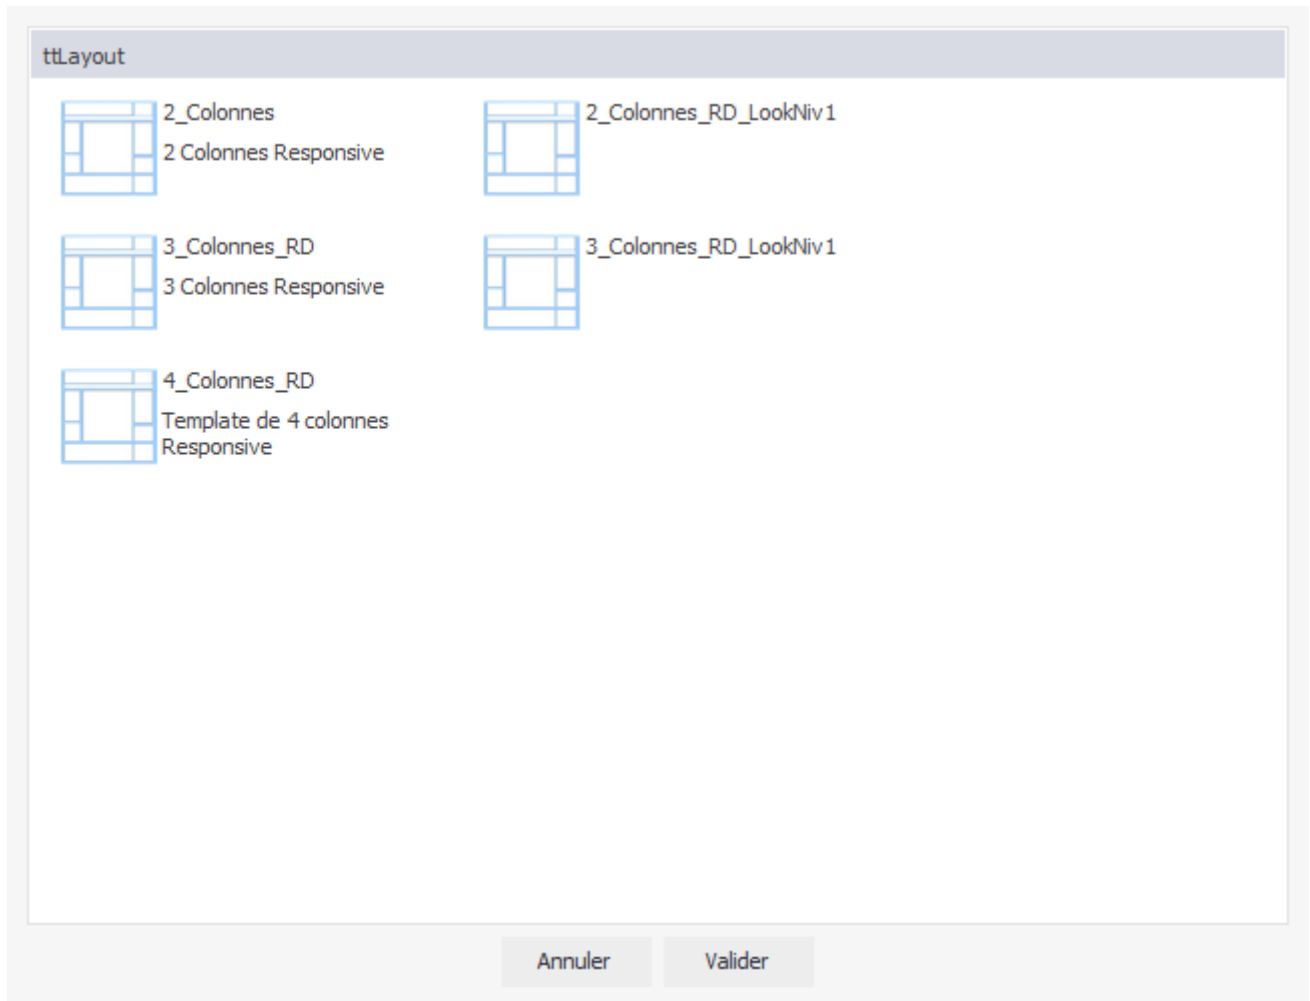 ttLayout
2_Colonnes
2 Colonnes Responsive
2_Colonnes_RD_LookNiv1
3_Colonnes_RD
3 Colonnes Responsive
3_Colonnes_RD_LookNiv1
4_Colonnes_RD
Template de 4 colonnes
Responsive
Annuler
Valider